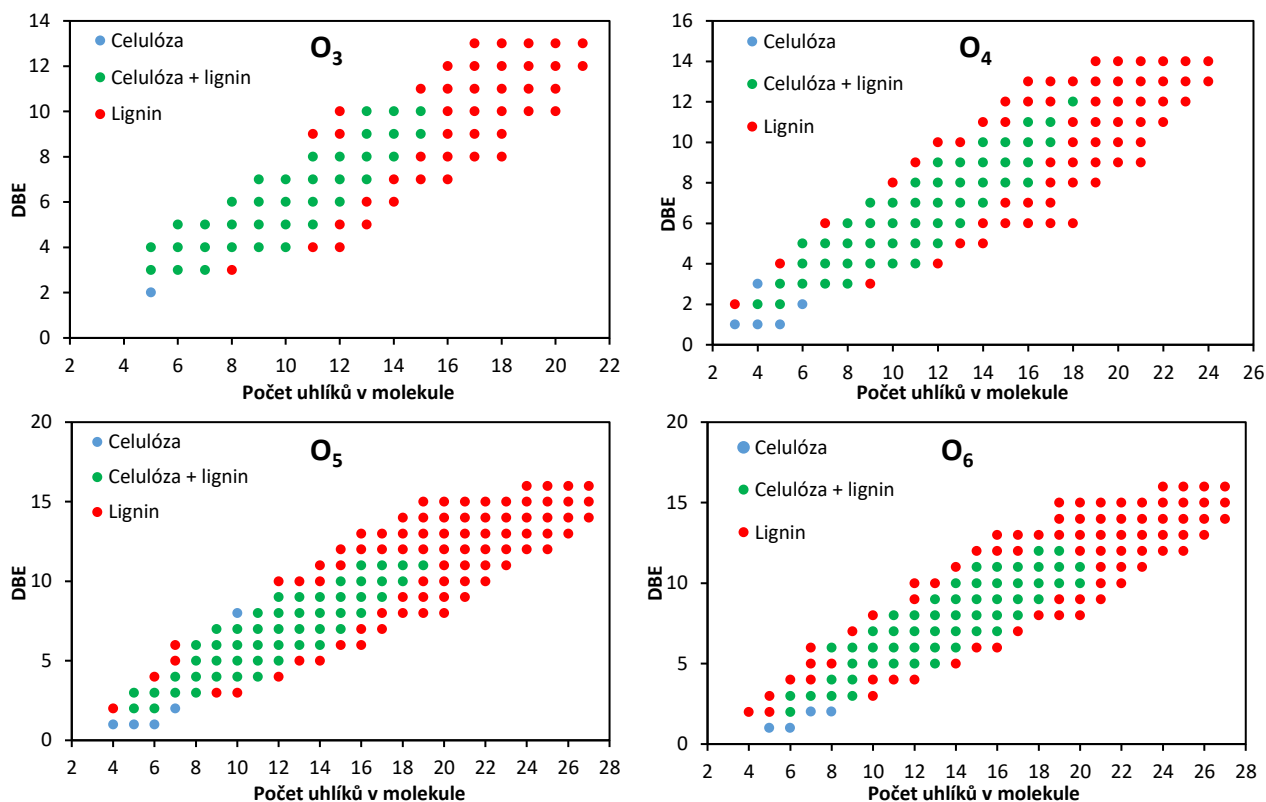 O3
Celulóza
Celulóza + lignin
Lignin
DBE
14
12
10
8
6
4
2
0
2 4 6 8 10 12 14 16 18 20 22
Počet uhlíků v molekule
O4
Celulóza
Celulóza + lignin
Lignin
DBE
16
14
12
10
8
6
4
2
0
2 4 6 8 10 12 14 16 18 20 22 24 26
Počet uhlíků v molekule
O5
Celulóza
Celulóza + lignin
Lignin
DBE
20
15
10
5
0
2 4 6 8 10 12 14 16 18 20 22 24 26 28
Počet uhlíků v molekule
O6
Celulóza
Celulóza + lignin
Lignin
DBE
20
15
10
5
0
2 4 6 8 10 12 14 16 18 20 22 24 26 28
Počet uhlíků v molekule